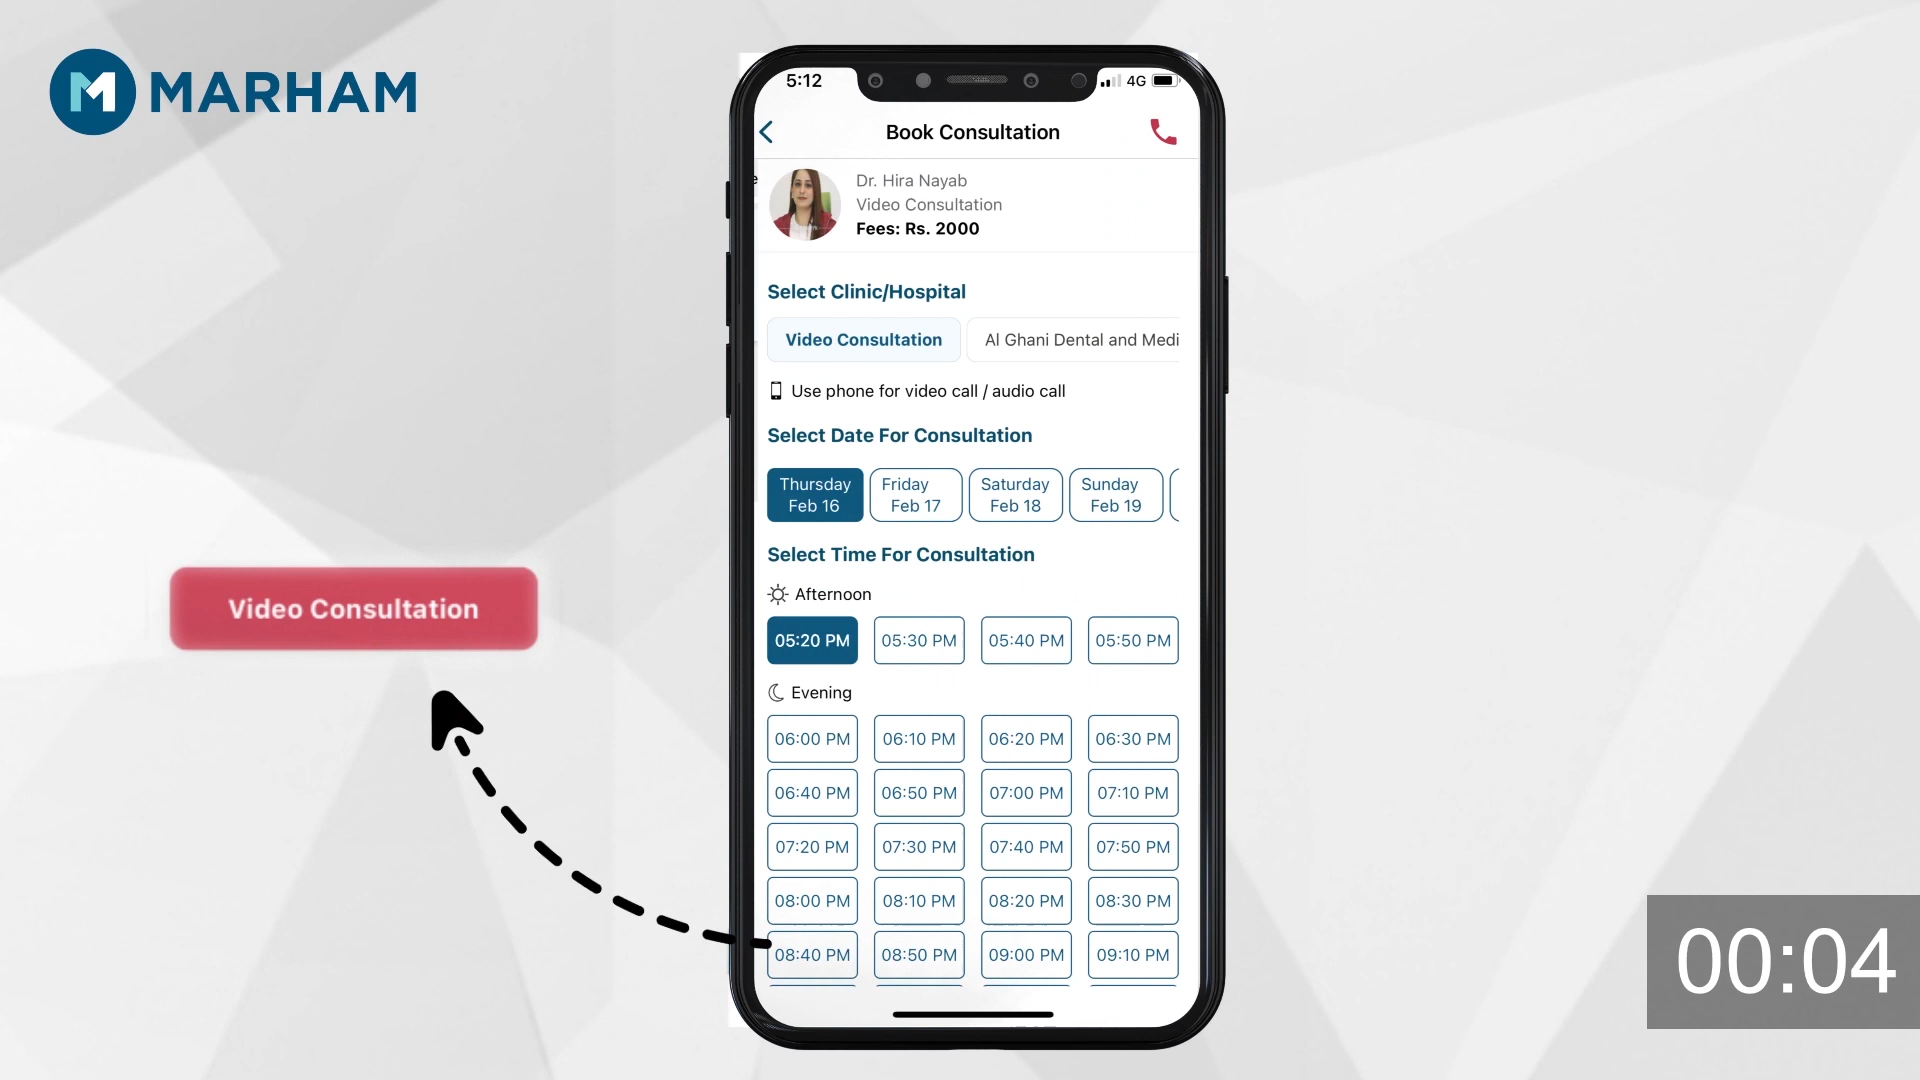 MARHAM
5:12
4G
Book Consultation
Dr. Hira Nayab
Video Consultation
Fees: Rs. 2000
Select Clinic/Hospital
Video Consultation
Al Ghani Dental and Medi
Use phone for video call / audio call
Select Date For Consultation
Thursday Feb 16
Friday Feb 17
Saturday Feb 18
Sunday Feb 19
Select Time For Consultation
Afternoon
05:20 PM 05:30 PM 05:40 PM 05:50 PM
Evening
06:00 PM 06:10 PM 06:20 PM 06:30 PM
06:40 PM 06:50 PM 07:00 PM 07:10 PM
07:20 PM 07:30 PM 07:40 PM 07:50 PM
08:00 PM 08:10 PM 08:20 PM 08:30 PM
08:40 PM 08:50 PM 09:00 PM 09:10 PM
Video Consultation
00:04